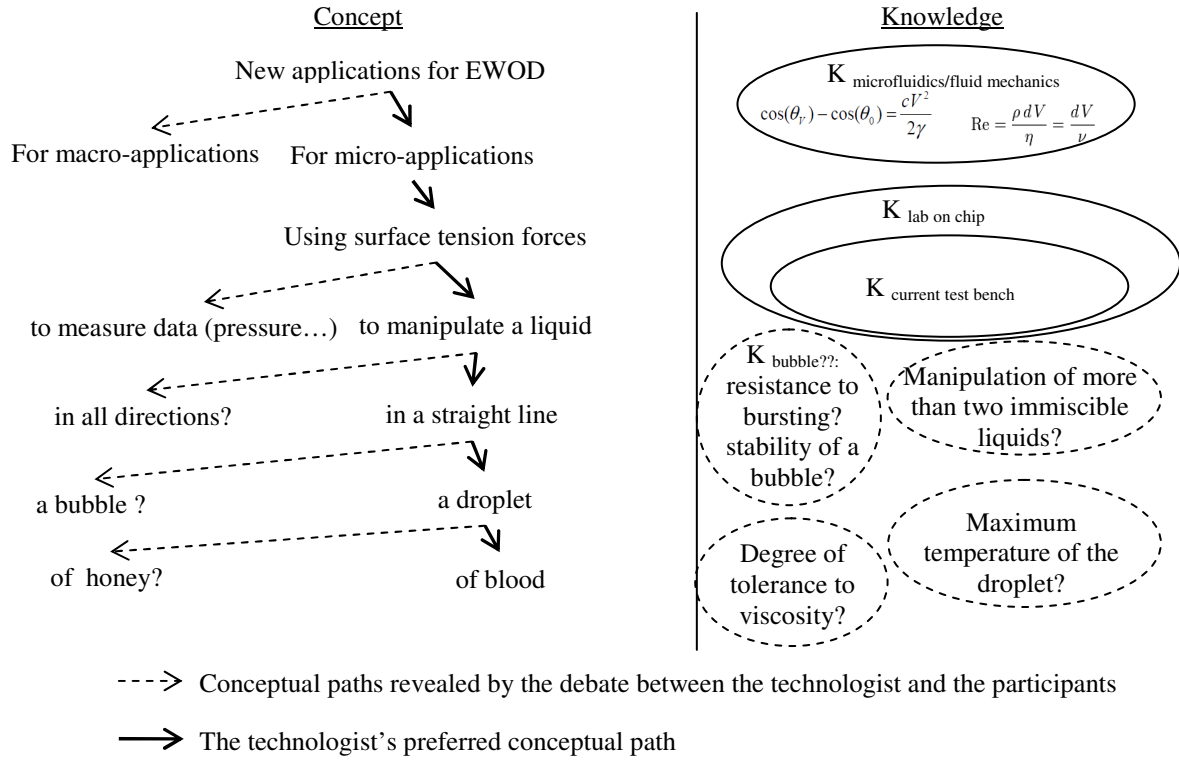 Concept
New applications for EWOD
For macro-applications
For micro-applications
Using surface tension forces
to measure data (pressure…)
to manipulate a liquid
in all directions?
in a straight line
a bubble ?
a droplet
of honey?
of blood
Knowledge
K microfluidics/fluid mechanics
cos(θ_V) − cos(θ_0) = cV²/2γ
Re = ρ dV/η = dV/ν
K lab on chip
K current test bench
K bubble??:
resistance to
bursting?
stability of a
bubble?
Manipulation of more
than two immiscible
liquids?
Degree of
tolerance to
viscosity?
Maximum
temperature of the
droplet?
Conceptual paths revealed by the debate between the technologist and the participants
The technologist’s preferred conceptual path